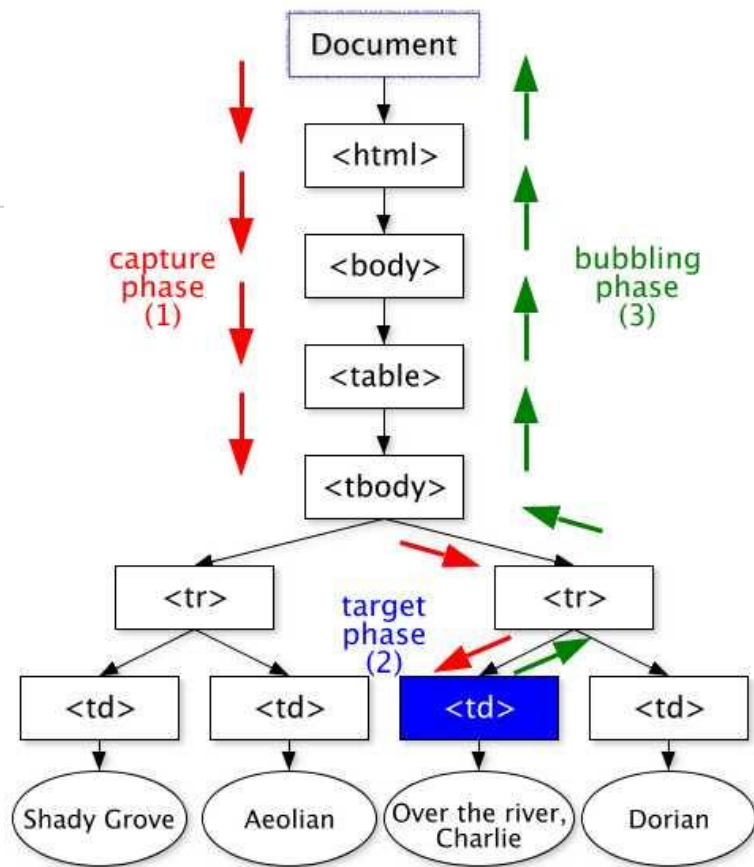 Document
<html>
capture
phase
(1)
<body>
bubbling
phase
(3)
<table>
<tbody>
<tr>
target
phase
(2)
<tr>
<td>
<td>
<td>
<td>
Shady Grove
Aeolian
Over the river,
Charlie
Dorian